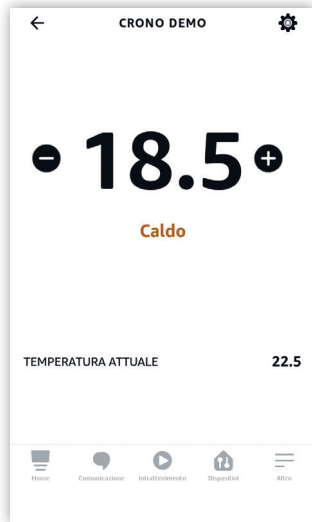 CRONO DEMO
18.5
Caldo
TEMPERATURA ATTUALE 22.5
Home Comunicazione Intrattenimento Dispositivi Altro